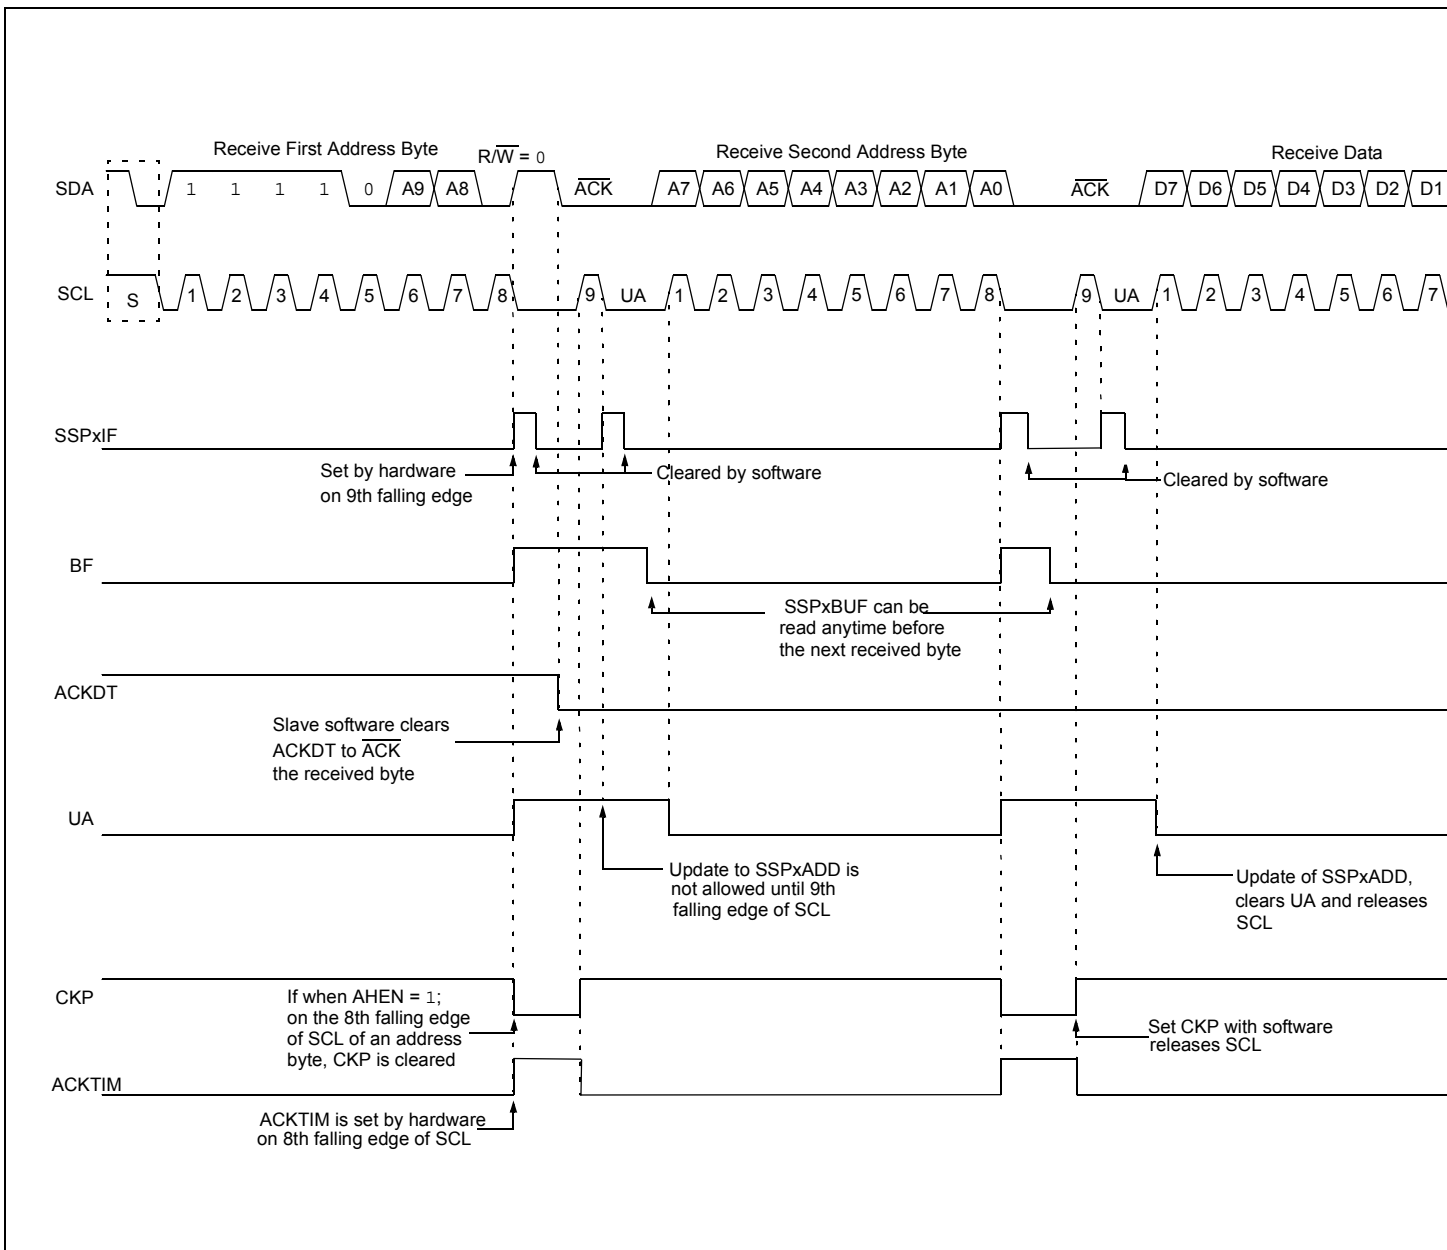 Receive First Address Byte
R/W̅ = 0
Receive Second Address Byte
Receive Data
SDA 1 1 1 1 0 A9 A8 A̅C̅K̅ A7 A6 A5 A4 A3 A2 A1 A0 A̅C̅K̅ D7 D6 D5 D4 D3 D2 D1
SCL S 1 2 3 4 5 6 7 8 9 UA 1 2 3 4 5 6 7 8 9 UA 1 2 3 4 5 6 7
SSPxIF
Set by hardware
on 9th falling edge
Cleared by software
Cleared by software
BF
SSPxBUF can be
read anytime before
the next received byte
ACKDT
Slave software clears
ACKDT to A̅C̅K̅
the received byte
UA
Update to SSPxADD is
not allowed until 9th
falling edge of SCL
Update of SSPxADD,
clears UA and releases
SCL
CKP
If when AHEN = 1;
on the 8th falling edge
of SCL of an address
byte, CKP is cleared
Set CKP with software
releases SCL
ACKTIM
ACKTIM is set by hardware
on 8th falling edge of SCL